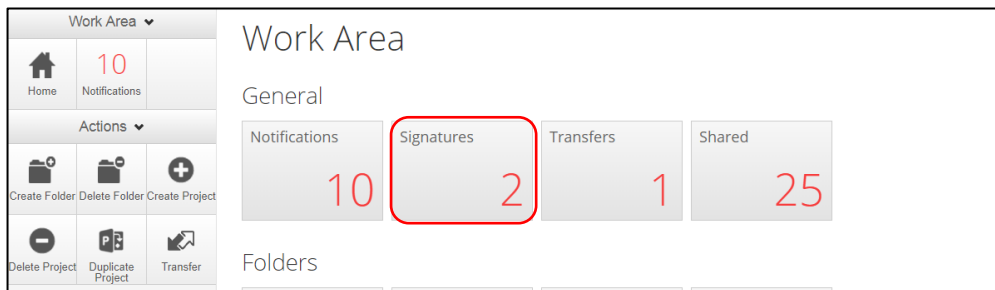 Work Area
10
Home
Notifications
Actions
Create Folder
Delete Folder
Create Project
Delete Project
Duplicate
Project
Transfer
Work Area
General
Notifications
10
Signatures
2
Transfers
1
Shared
25
Folders